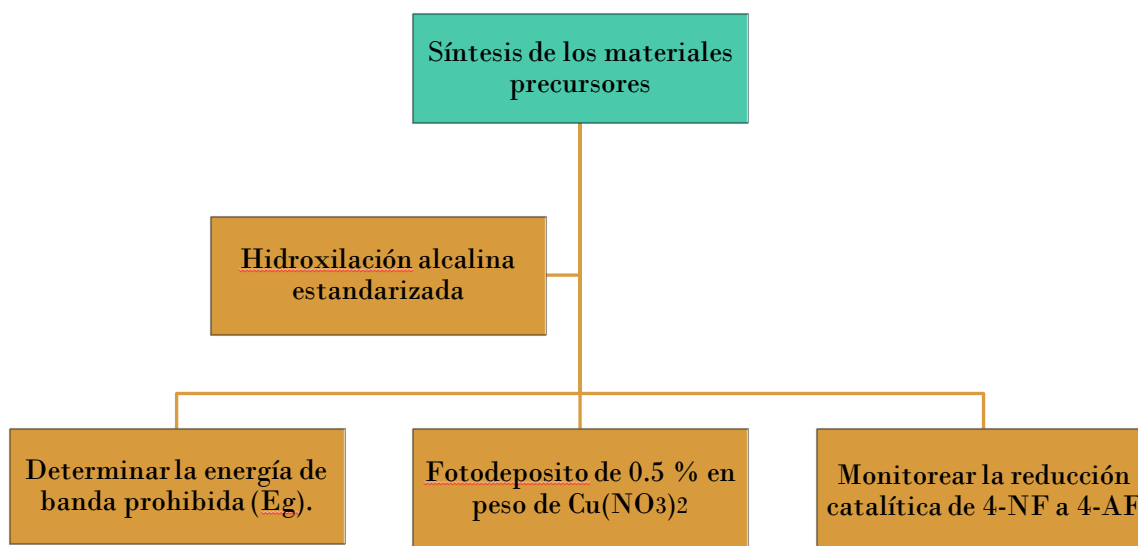 Síntesis de los materiales
precursores
Hidroxilación alcalina
estandarizada
Determinar la energía de
banda prohibida (Eg).
Fotodeposito de 0.5 % en
peso de Cu(NO3)2
Monitorear la reducción
catalítica de 4-NF a 4-AF